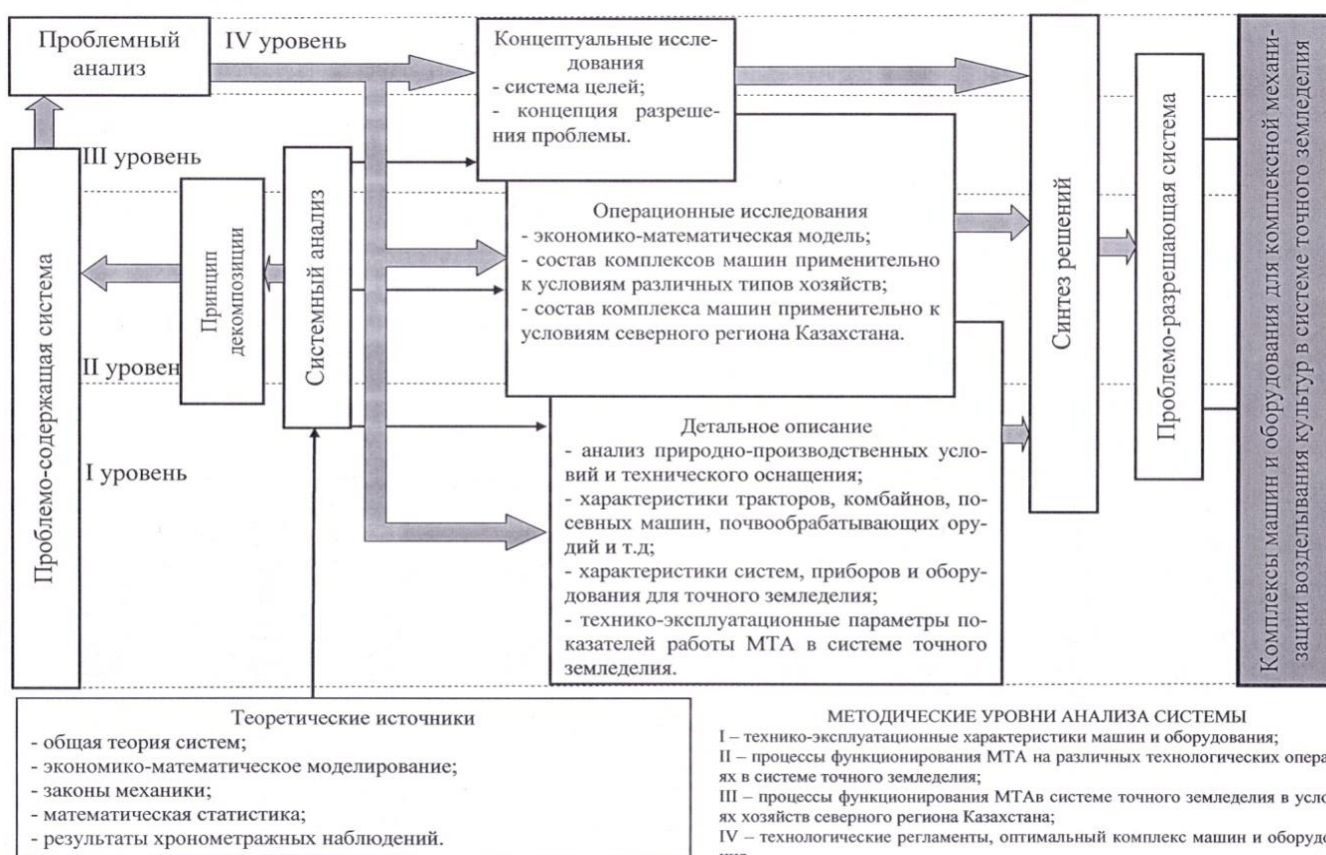 Проблемный
анализ
IV уровень
Концептуальные иссле-
дования
- система целей;
- концепция разреше-
ния проблемы.
III уровень
Операционные исследования
- экономико-математическая модель;
- состав комплексов машин применительно
к условиям различных типов хозяйств;
- состав комплекса машин применительно к
условиям северного региона Казахстана.
II уровен
Детальное описание
- анализ природно-производственных усло-
вий и технического оснащения;
- характеристики тракторов, комбайнов, по-
севных машин, почвообрабатывающих ору-
дий и т.д;
- характеристики систем, приборов и обору-
дования для точного земледелия;
- технико-эксплуатационные параметры по-
казателей работы МТА в системе точного
земледелия.
I уровень
Проблемо-содержащая система
Принцип
декомпозиции
Системный анализ
Синтез решений
Проблемо-разрешающая система
Комплексы машин и оборудования для комплексной механи-
зации возделывания культур в системе точного земледелия
Теоретические источники
- общая теория систем;
- экономико-математическое моделирование;
- законы механики;
- математическая статистика;
- результаты хронометражных наблюдений.
МЕТОДИЧЕСКИЕ УРОВНИ АНАЛИЗА СИСТЕМЫ
I – технико-эксплуатационные характеристики машин и оборудования;
II – процессы функционирования МТА на различных технологических опера
ях в системе точного земледелия;
III – процессы функционирования МТАв системе точного земледелия в усло
ях хозяйств северного региона Казахстана;
IV – технологические регламенты, оптимальный комплекс машин и оборудо